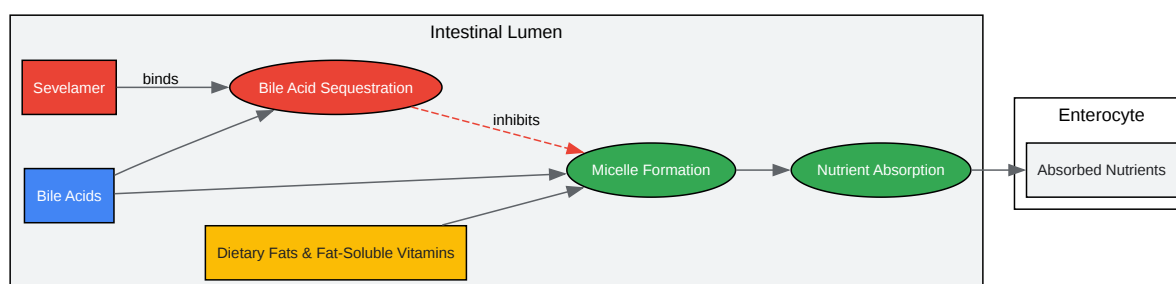 Intestinal Lumen
Sevelamer
binds
Bile Acid Sequestration
inhibits
Bile Acids
Micelle Formation
Nutrient Absorption
Dietary Fats & Fat-Soluble Vitamins
Enterocyte
Absorbed Nutrients